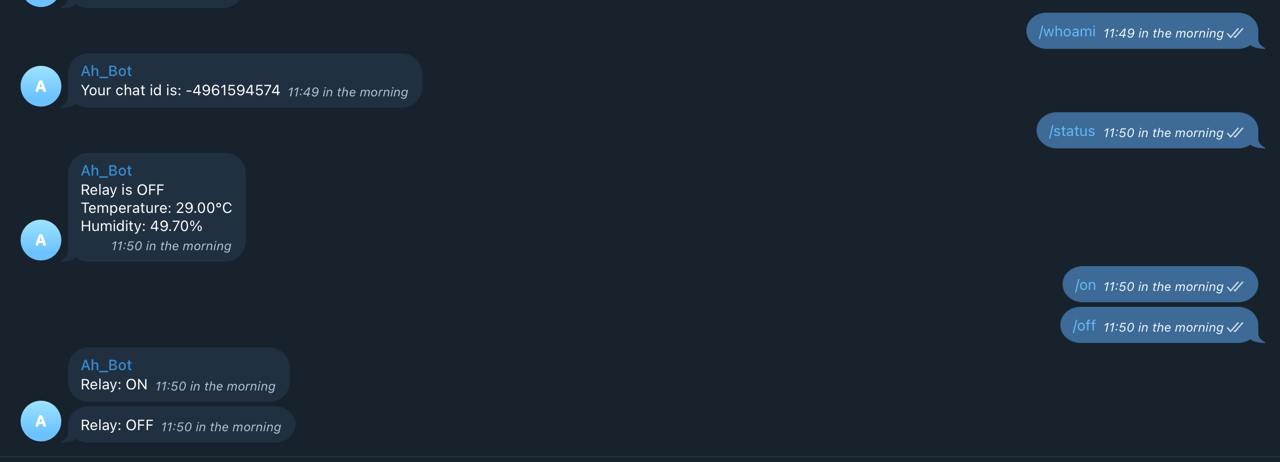 /whoami 11:49 in the morning
A
Ah_Bot
Your chat id is: -4961594574 11:49 in the morning
/status 11:50 in the morning
Ah_Bot
Relay is OFF
Temperature: 29.00°C
Humidity: 49.70%
A
11:50 in the morning
/on 11:50 in the morning
/off 11:50 in the morning
Ah_Bot
Relay: ON 11:50 in the morning
A
Relay: OFF 11:50 in the morning